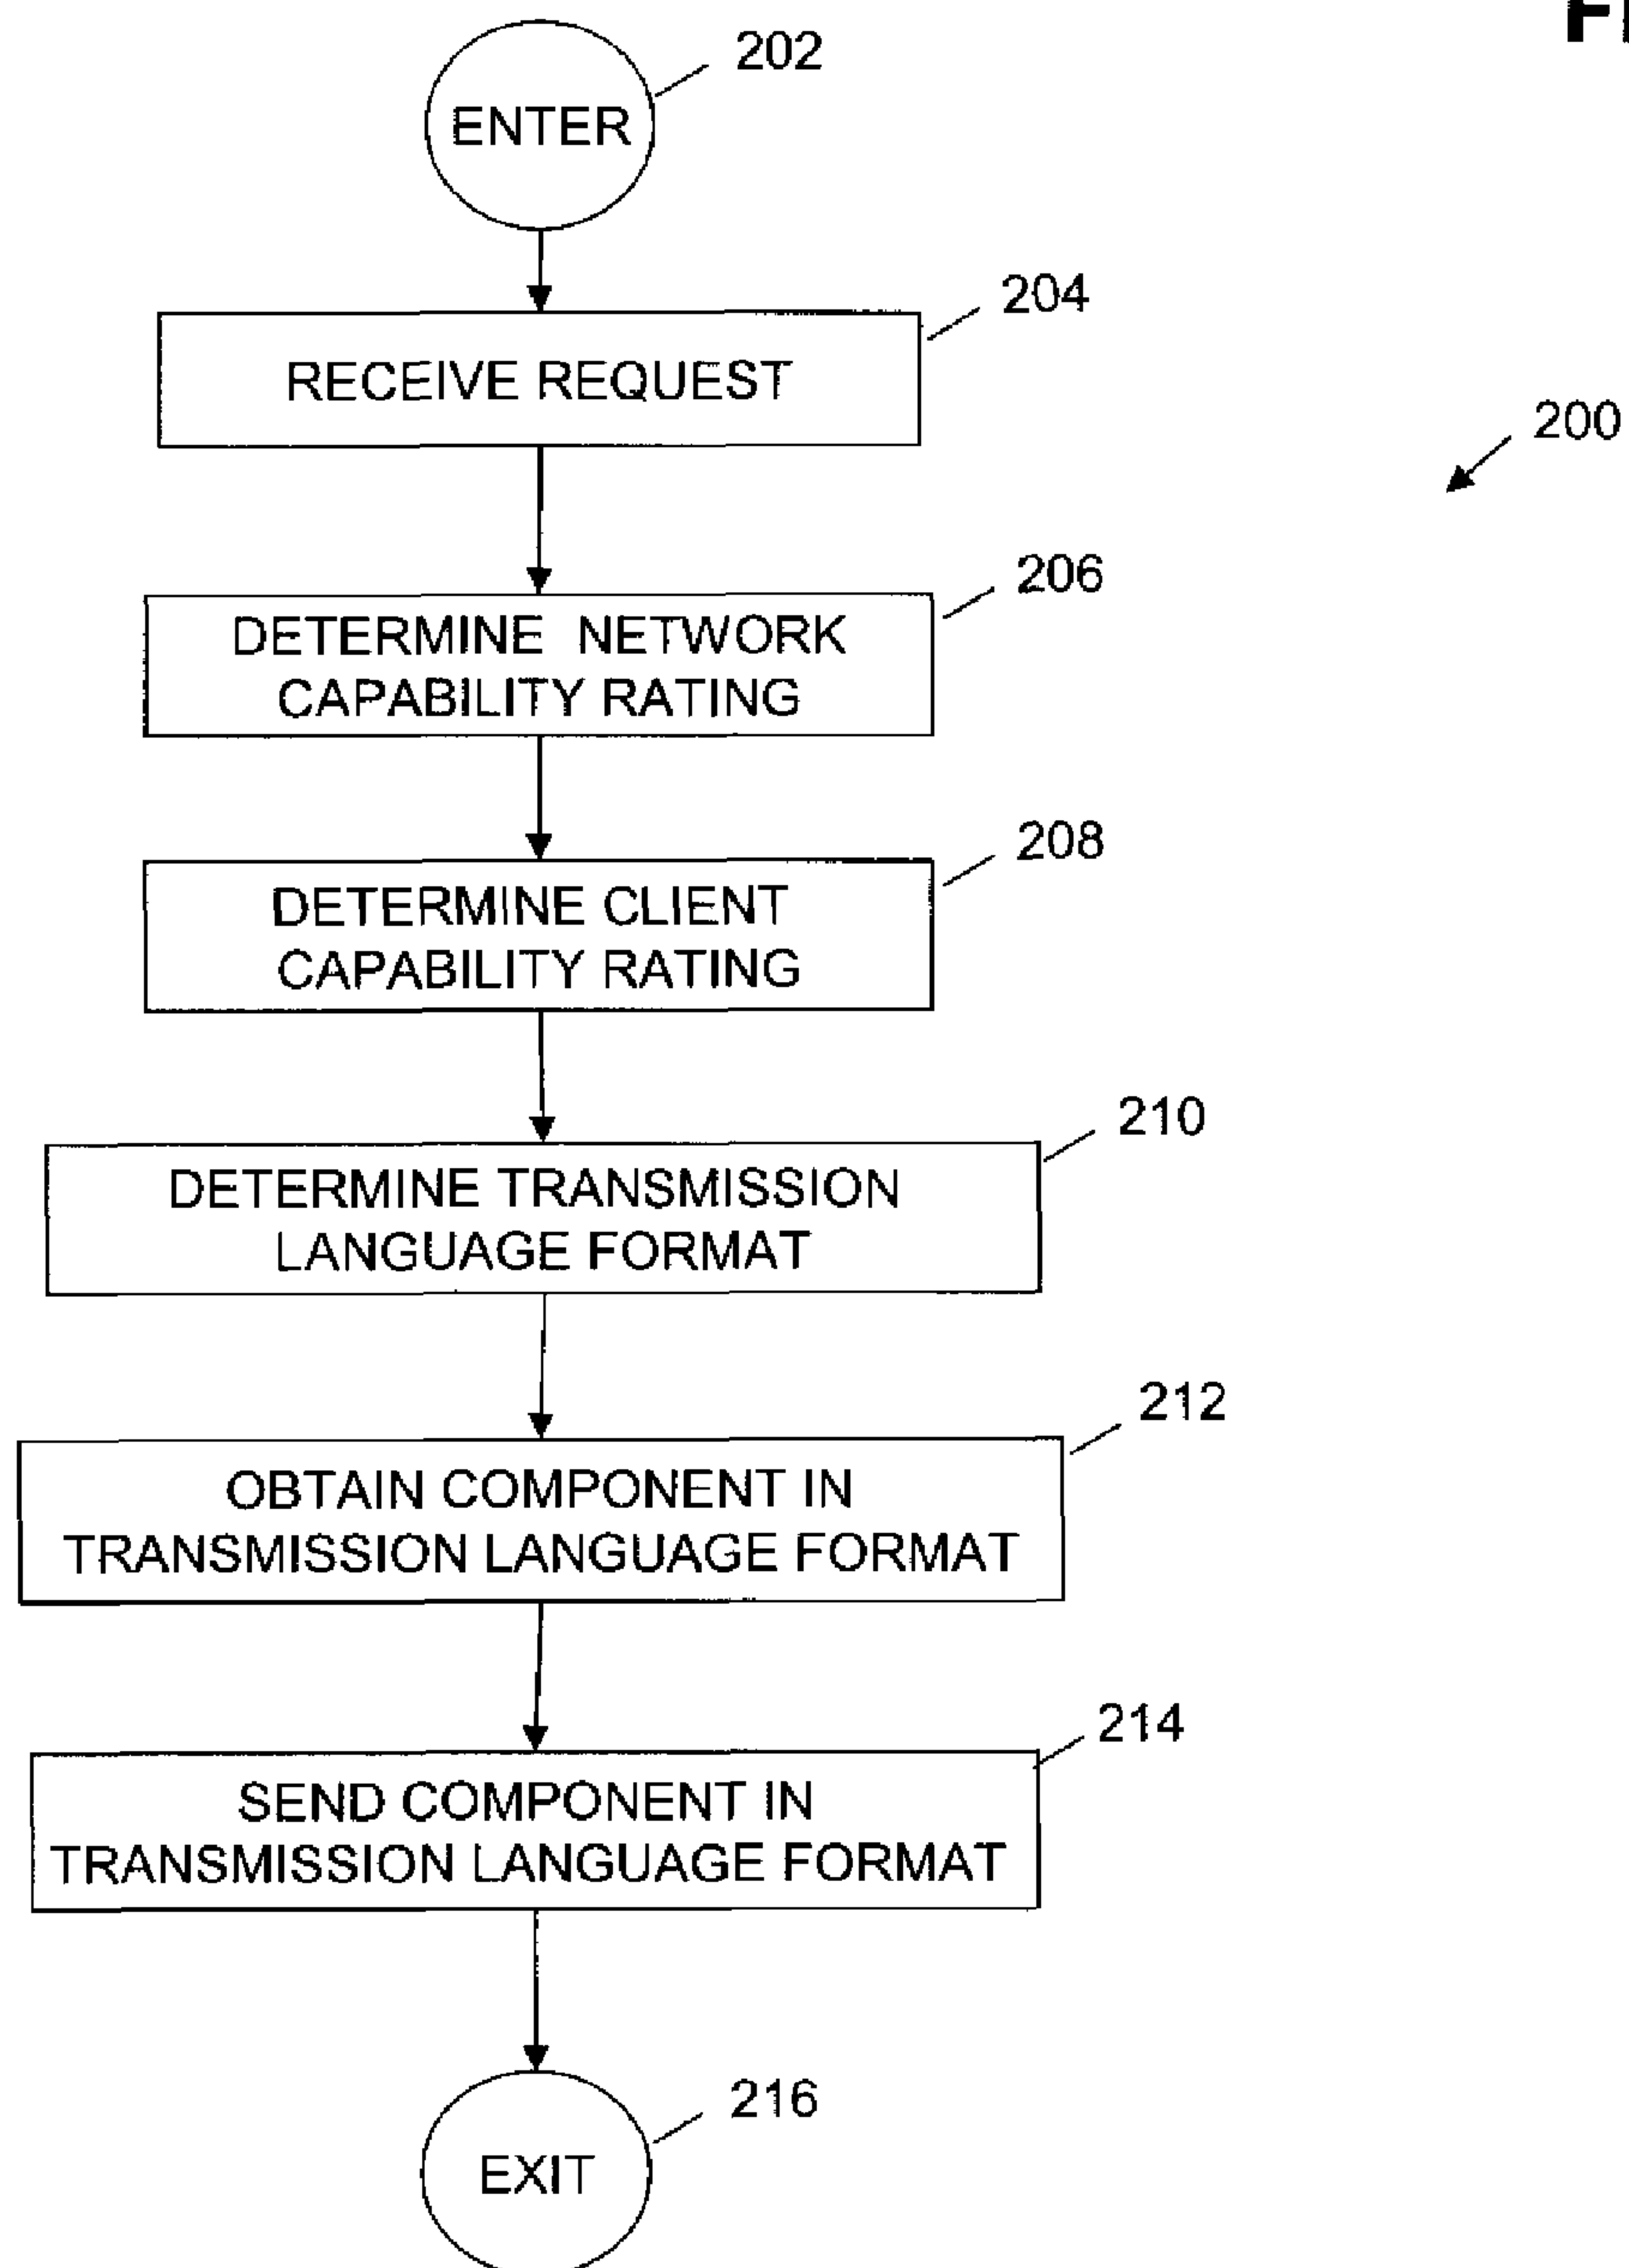 202
ENTER
204
RECEIVE REQUEST
200
206
DETERMINE NETWORK
CAPABILITY RATING
208
DETERMINE CLIENT
CAPABILITY RATING
210
DETERMINE TRANSMISSION
LANGUAGE FORMAT
212
OBTAIN COMPONENT IN
TRANSMISSION LANGUAGE FORMAT
214
SEND COMPONENT IN
TRANSMISSION LANGUAGE FORMAT
216
EXIT